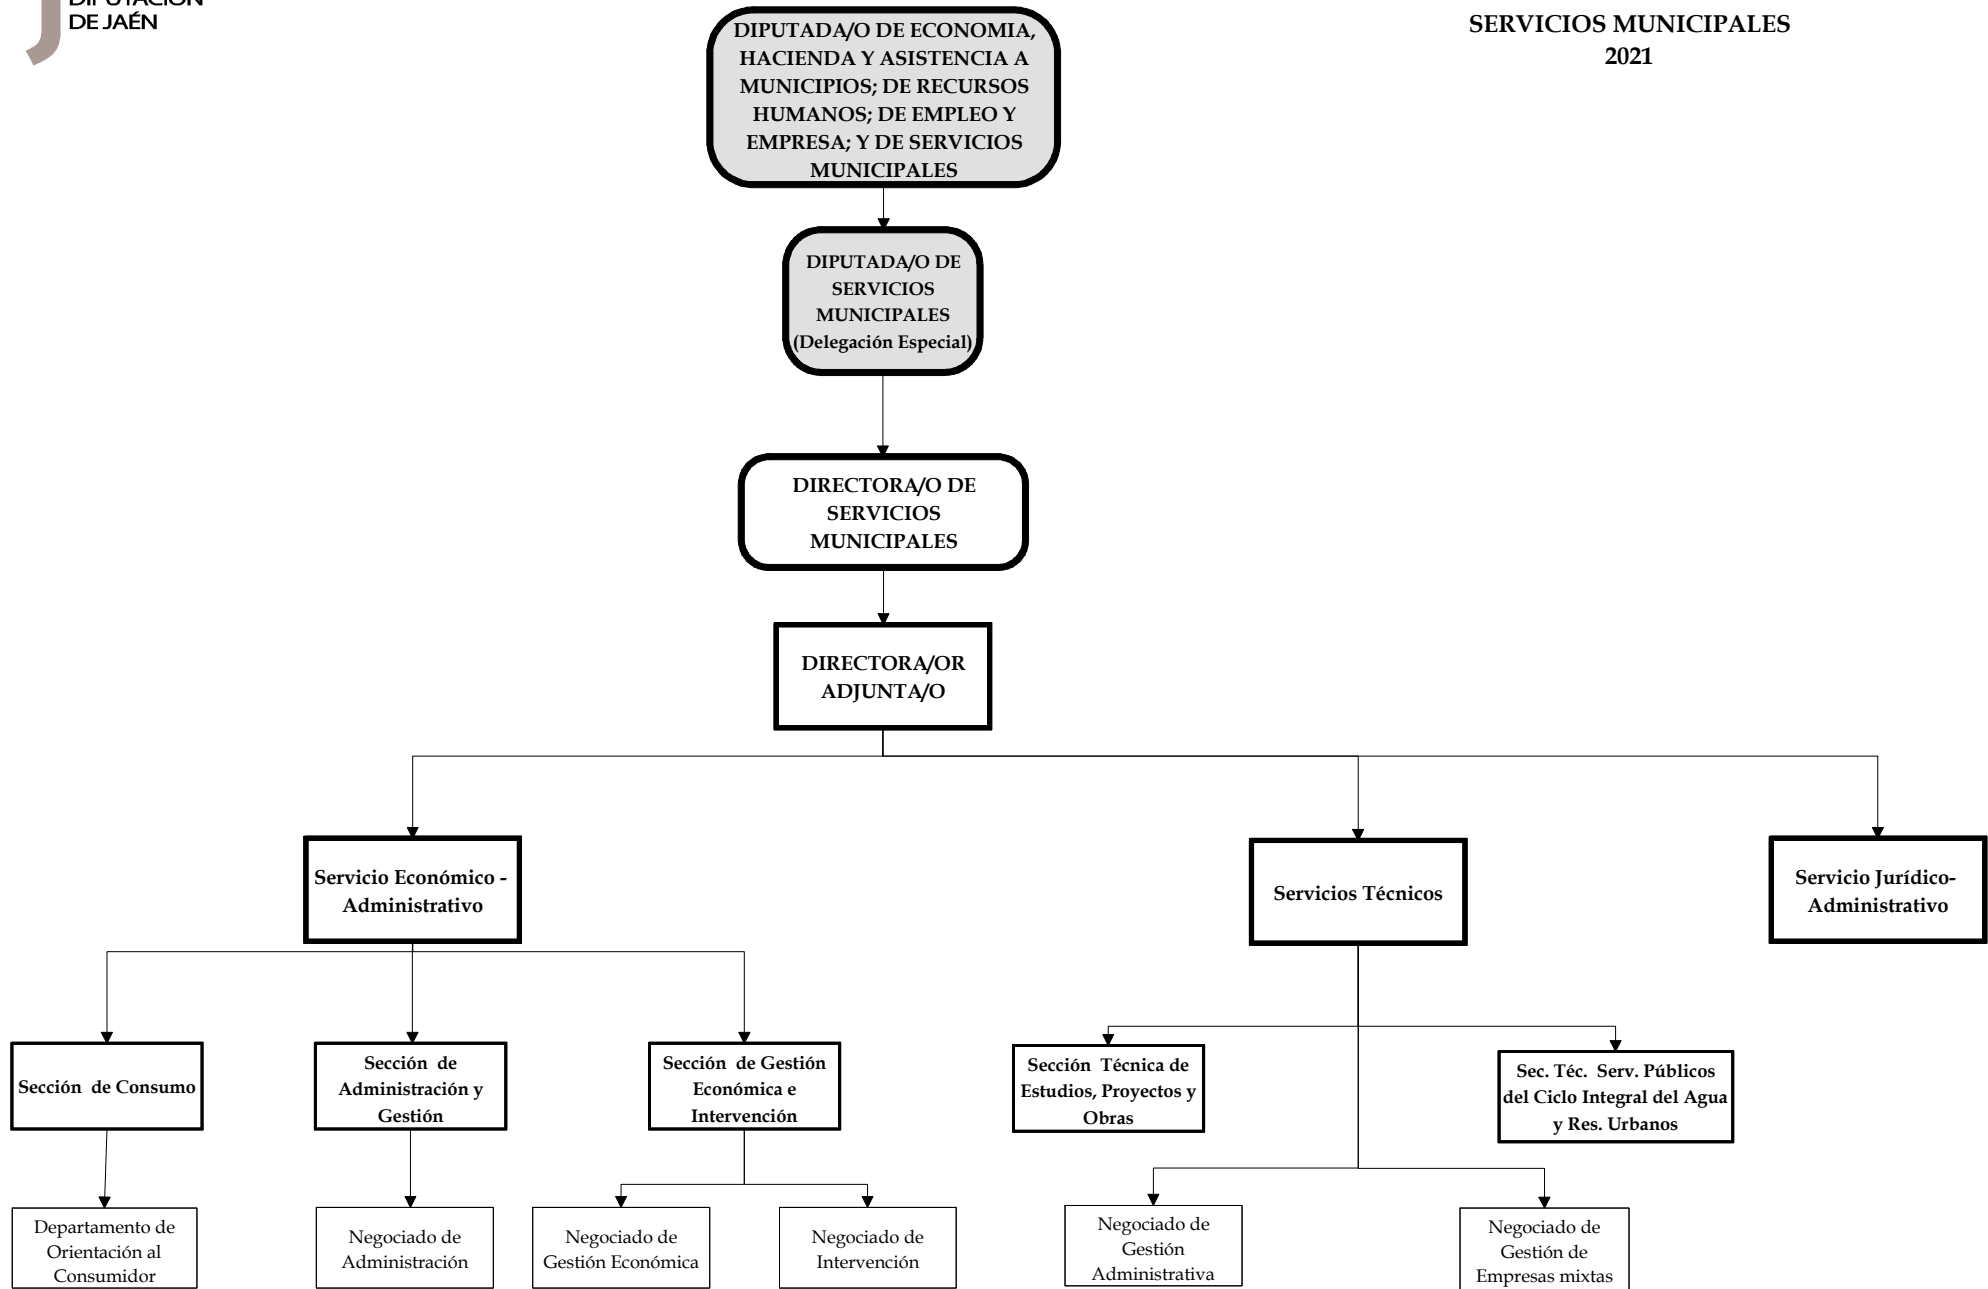 DIPUTACIÓN
DE JAÉN
SERVICIOS MUNICIPALES
2021
DIPUTADA/O DE ECONOMIA,
HACIENDA Y ASISTENCIA A
MUNICIPIOS; DE RECURSOS
HUMANOS; DE EMPLEO Y
EMPRESA; Y DE SERVICIOS
MUNICIPALES
DIPUTADA/O DE
SERVICIOS
MUNICIPALES
(Delegación Especial)
DIRECTORA/O DE
SERVICIOS
MUNICIPALES
DIRECTORA/OR
ADJUNTA/O
Servicio Económico -
Administrativo
Servicios Técnicos
Servicio Jurídico-
Administrativo
Sección de Consumo
Sección de
Administración y
Gestión
Sección de Gestión
Económica e
Intervención
Sección Técnica de
Estudios, Proyectos y
Obras
Sec. Téc. Serv. Públicos
del Ciclo Integral del Agua
y Res. Urbanos
Departamento de
Orientación al
Consumidor
Negociado de
Administración
Negociado de
Gestión Económica
Negociado de
Intervención
Negociado de
Gestión
Administrativa
Negociado de
Gestión de
Empresas mixtas